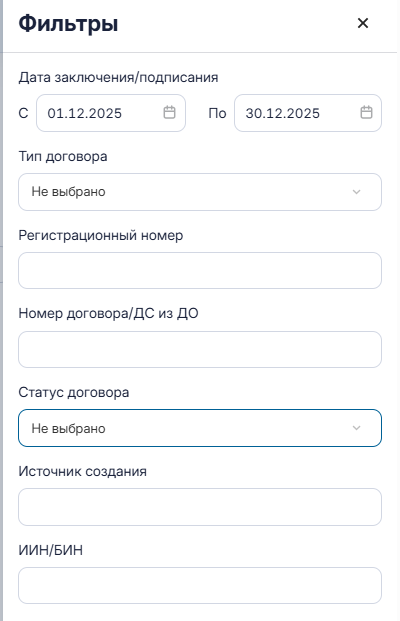 Фильтры
Дата заключения/подписания
С 01.12.2025 По 30.12.2025
Тип договора
Не выбрано
Регистрационный номер
Номер договора/ДС из ДО
Статус договора
Не выбрано
Источник создания
ИИН/БИН